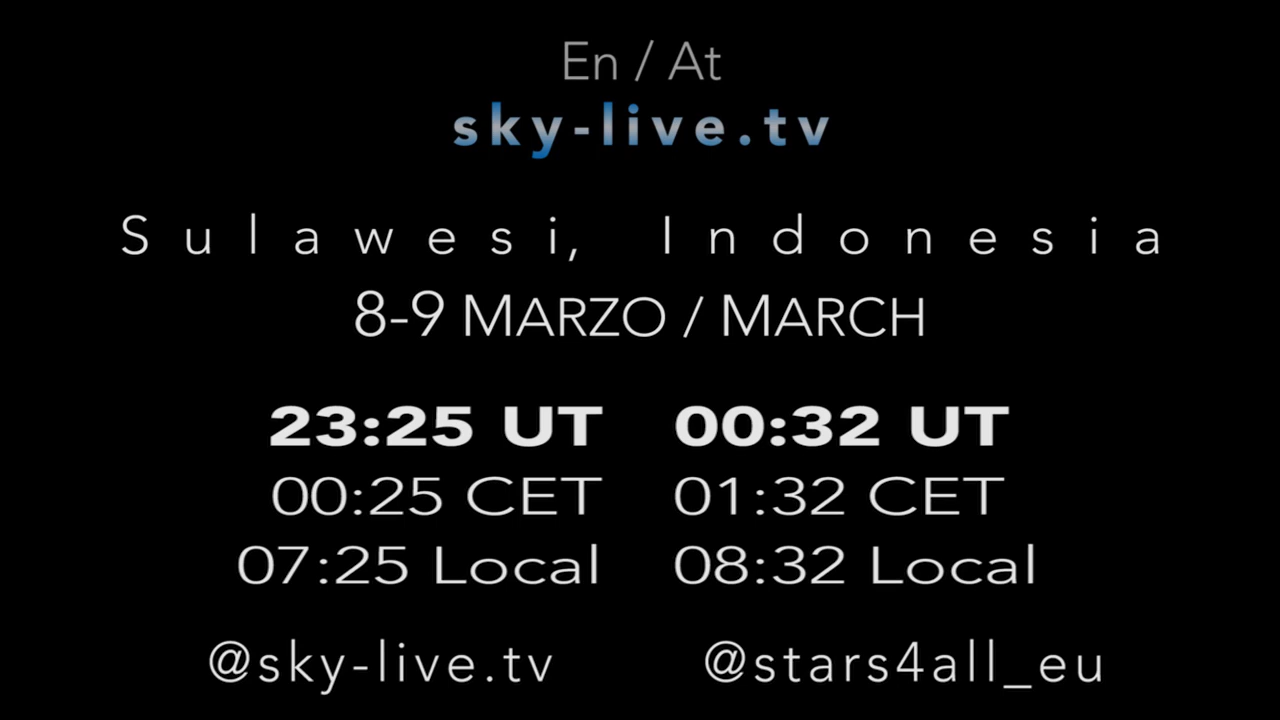 En / At
sky-live.tv
Sulawesi, Indonesia
8-9 MARZO / MARCH
23:25 UT 00:32 UT
00:25 CET 01:32 CET
07:25 Local 08:32 Local
@sky-live.tv @stars4all_eu